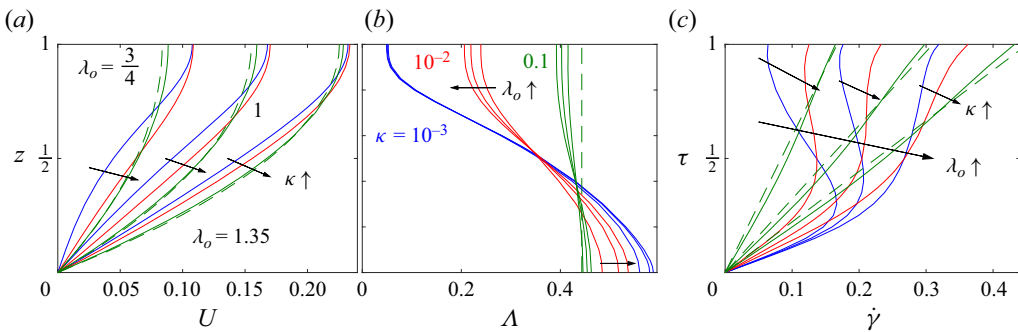 (a)
1
λₒ = 3/4
1
z
1/2
κ ↑
λₒ = 1.35
0
0.05
0.10
0.15
0.20
U
(b)
10⁻²
0.1
λₒ ↑
κ = 10⁻³
0.2
0.4
0.6
Λ
(c)
1
κ ↑
τ
1/2
λₒ ↑
0
0.1
0.2
0.3
0.4
γ̇